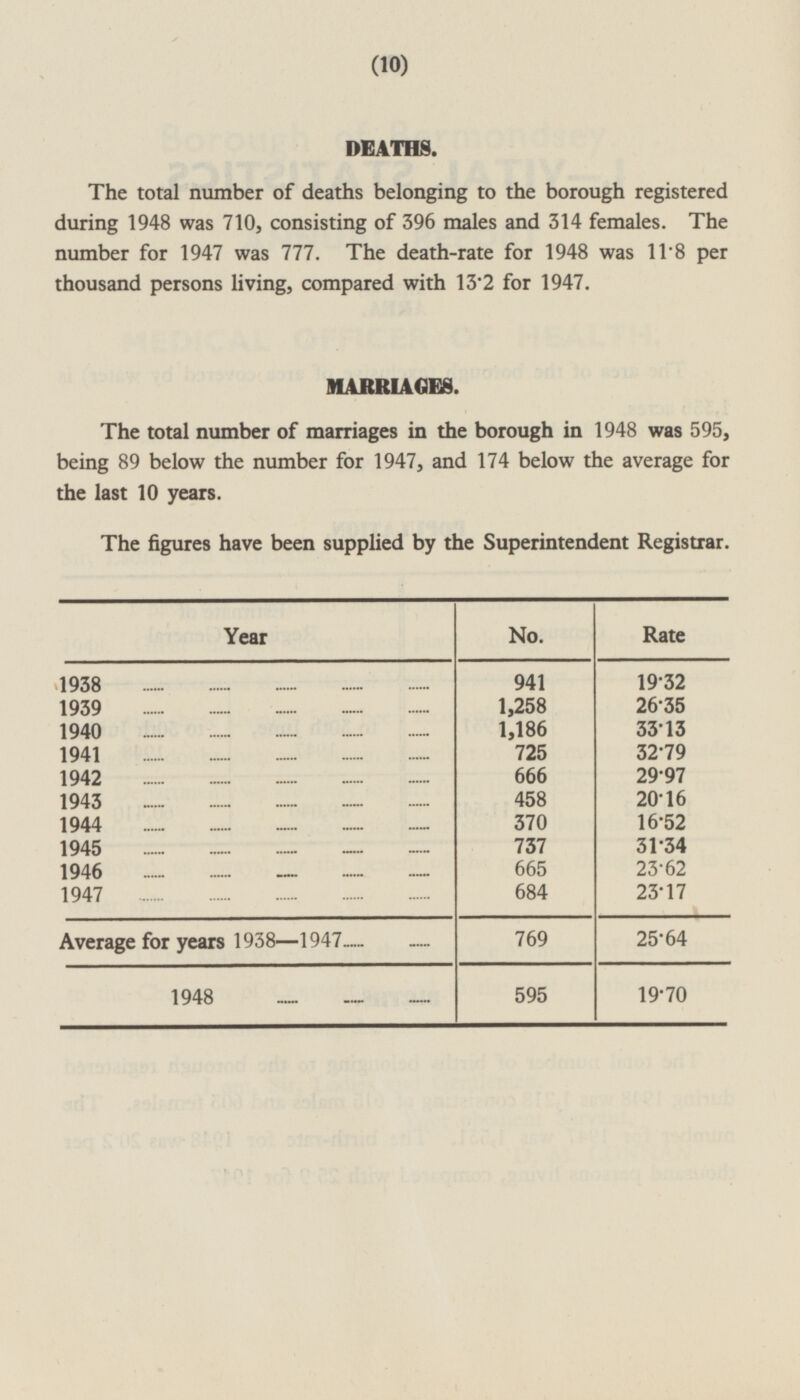 (10)
DEATHS.
The total number of deaths belonging to the borough registered
during 1948 was 710, consisting of 396 males and 314 females. The
number for 1947 was 777. The death-rate for 1948 was 11·8 per
thousand persons living, compared with 13·2 for 1947.
MARRIAGES.
The total number of marriages in the borough in 1948 was 595,
being 89 below the number for 1947, and 174 below the average for
the last 10 years.
The figures have been supplied by the Superintendent Registrar.
Year No. Rate
1938 ...... ...... ...... ...... ...... 941 19·32
1939 ...... ...... ...... ...... ...... 1,258 26·35
1940 ...... ...... ...... ...... ...... 1,186 33·13
1941 ...... ...... ...... ...... ...... 725 32·79
1942 ...... ...... ...... ...... ...... 666 29·97
1943 ...... ...... ...... ...... ...... 458 20·16
1944 ...... ...... ...... ...... ...... 370 16·52
1945 ...... ...... ...... ...... ...... 737 31·34
1946 ...... ...... ...... ...... ...... 665 23·62
1947 ...... ...... ...... ...... ...... 684 23·17
Average for years 1938—1947...... ...... 769 25·64
1948 ...... ...... ...... 595 19·70